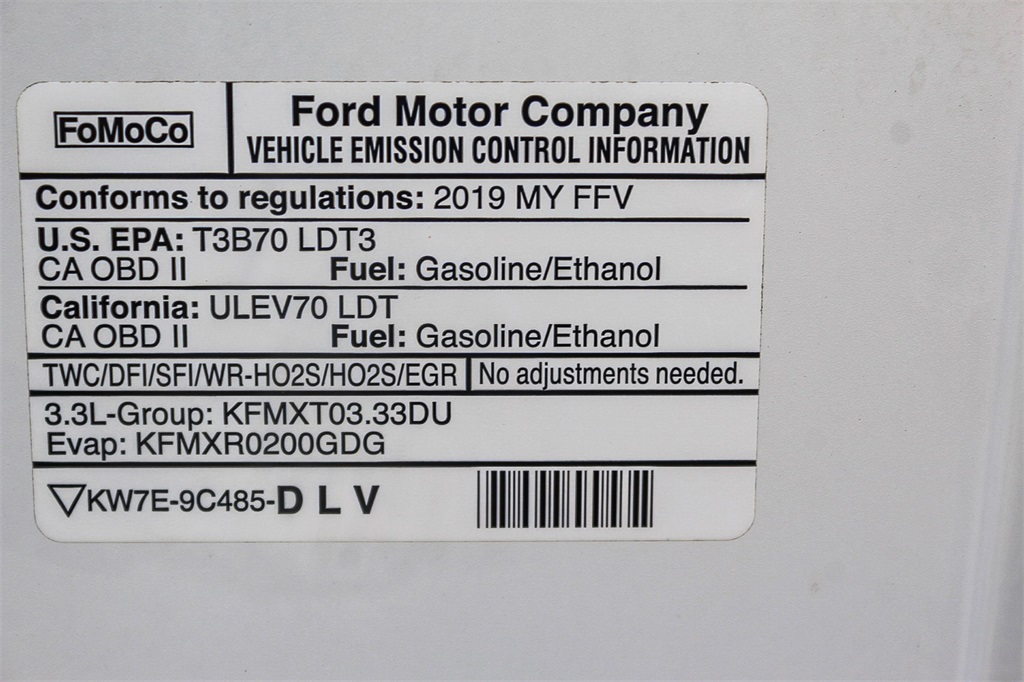 FoMoCo
Ford Motor Company
VEHICLE EMISSION CONTROL INFORMATION
Conforms to regulations: 2019 MY FFV
U.S. EPA: T3B70 LDT3
CA OBD II Fuel: Gasoline/Ethanol
California: ULEV70 LDT
CA OBD II Fuel: Gasoline/Ethanol
TWC/DFI/SFI/WR-HO2S/HO2S/EGR No adjustments needed.
3.3L-Group: KFMXT03.33DU
Evap: KFMXR0200GDG
KW7E-9C485-D L V